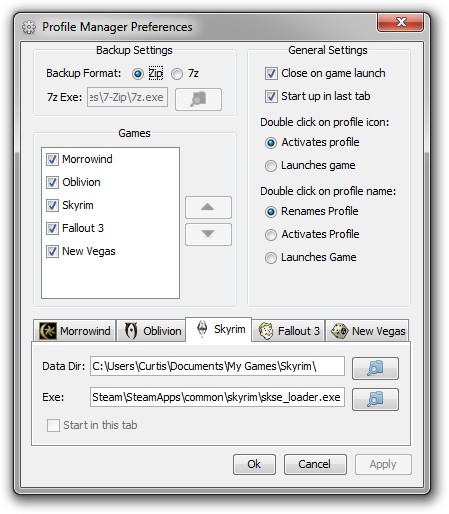 Profile Manager Preferences
Backup Settings
Backup Format: Zip 7z
7z Exe: es\7-Zip\7z.exe
Games
Morrowind
Oblivion
Skyrim
Fallout 3
New Vegas
General Settings
Close on game launch
Start up in last tab
Double click on profile icon:
Activates profile
Launches game
Double click on profile name:
Renames Profile
Activates Profile
Launches Game
Morrowind Oblivion Skyrim Fallout 3 New Vegas
Data Dir: C:\Users\Curtis\Documents\My Games\Skyrim\
Exe: Steam\SteamApps\common\skyrim\skse_loader.exe
Start in this tab
Ok Cancel Apply